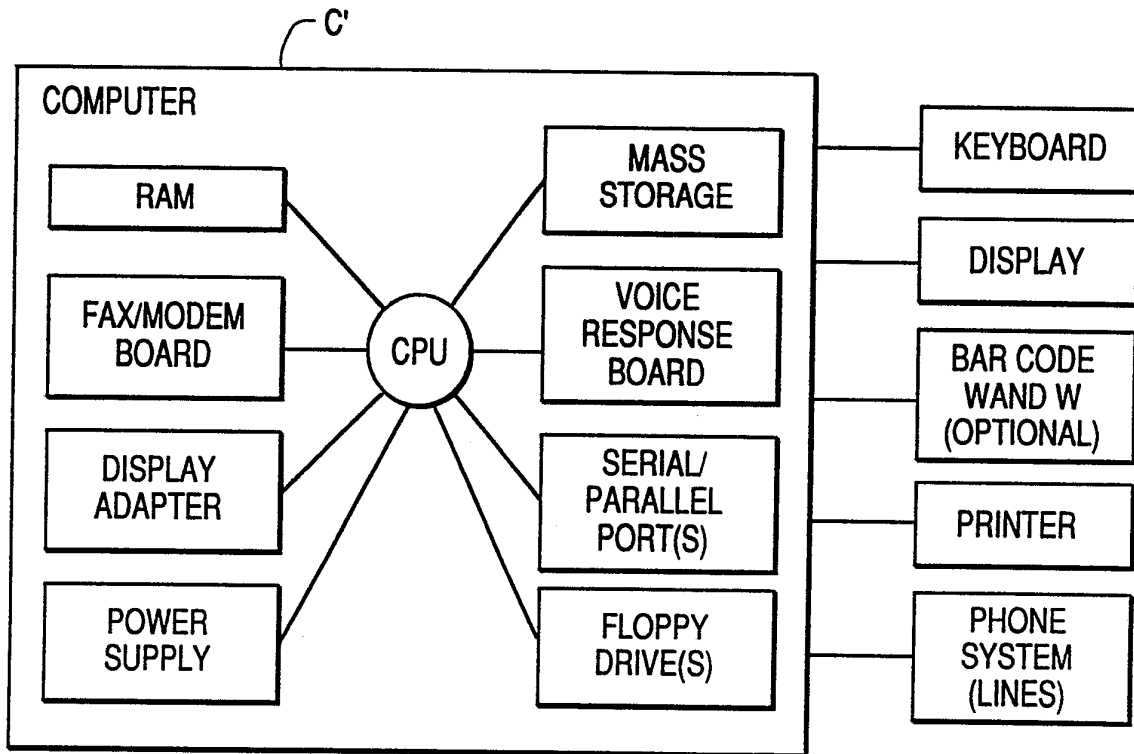 C'
COMPUTER
RAM
FAX/MODEM
BOARD
DISPLAY
ADAPTER
POWER
SUPPLY
CPU
MASS
STORAGE
VOICE
RESPONSE
BOARD
SERIAL/
PARALLEL
PORT(S)
FLOPPY
DRIVE(S)
KEYBOARD
DISPLAY
BAR CODE
WAND W
(OPTIONAL)
PRINTER
PHONE
SYSTEM
(LINES)